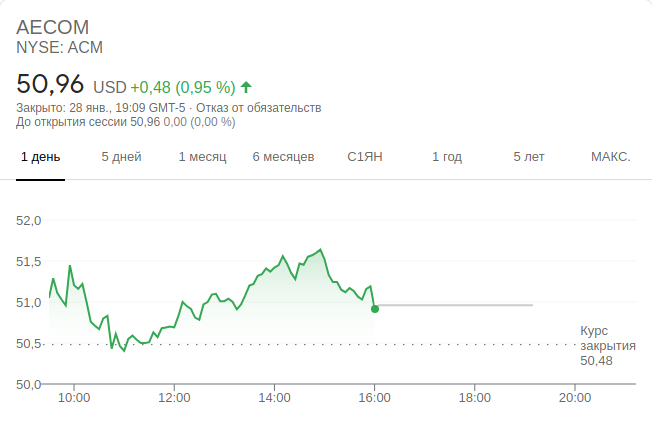 AECOM
NYSE: ACM
50,96 USD +0,48 (0,95 %)
Закрыто: 28 янв., 19:09 GMT-5 · Отказ от обязательств
До открытия сессии 50,96 0,00 (0,00 %)
1 день 5 дней 1 месяц 6 месяцев С1ЯН 1 год 5 лет МАКС.
52,0
51,5
51,0
50,5
50,0
Курс
закрытия
50,48
10:00 12:00 14:00 16:00 18:00 20:00